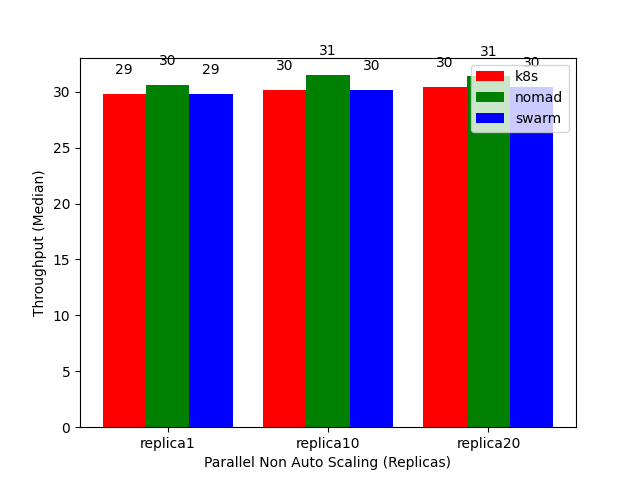 31
31
30
30
30
30
30
29
29
k8s
nomad
swarm
30
25
20
15
10
5
0
Throughput (Median)
replica1
replica10
replica20
Parallel Non Auto Scaling (Replicas)